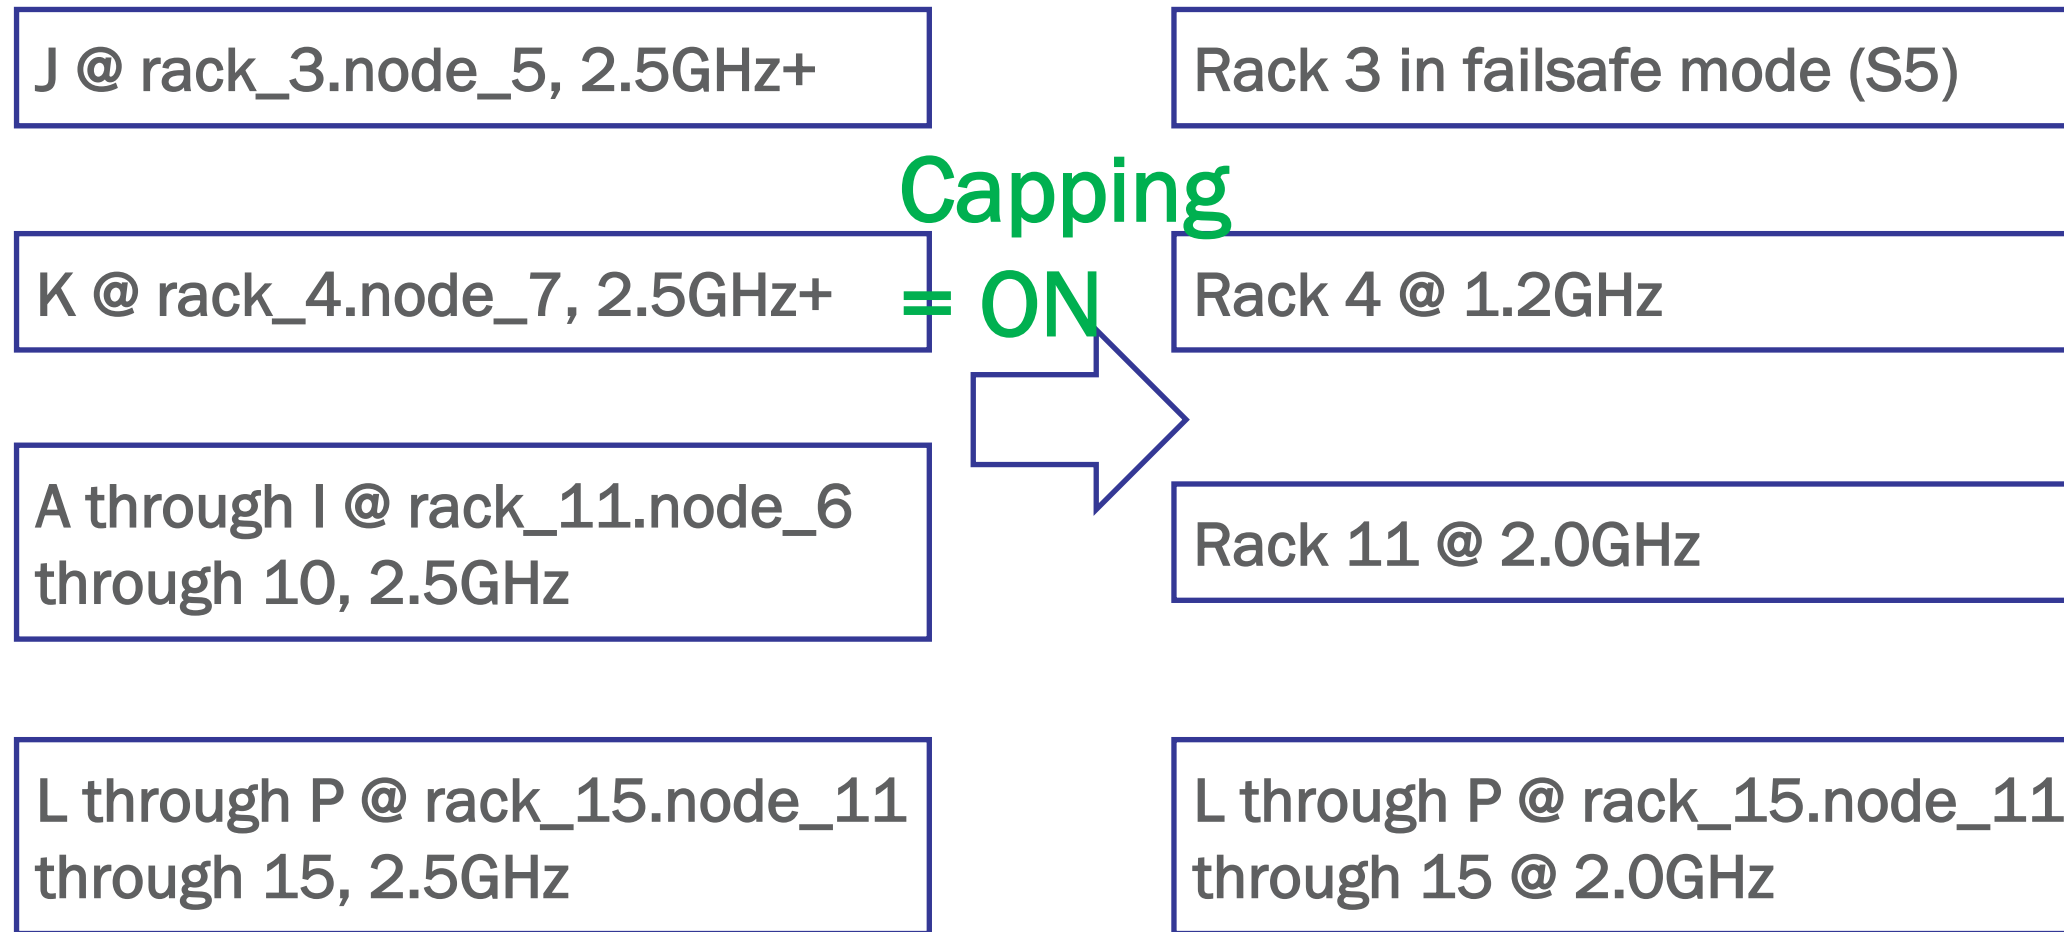 J @ rack_3.node_5, 2.5GHz+
Rack 3 in failsafe mode (S5)
Capping
= ON
K @ rack_4.node_7, 2.5GHz+
Rack 4 @ 1.2GHz
A through I @ rack_11.node_6
through 10, 2.5GHz
Rack 11 @ 2.0GHz
L through P @ rack_15.node_11
through 15, 2.5GHz
L through P @ rack_15.node_11
through 15 @ 2.0GHz